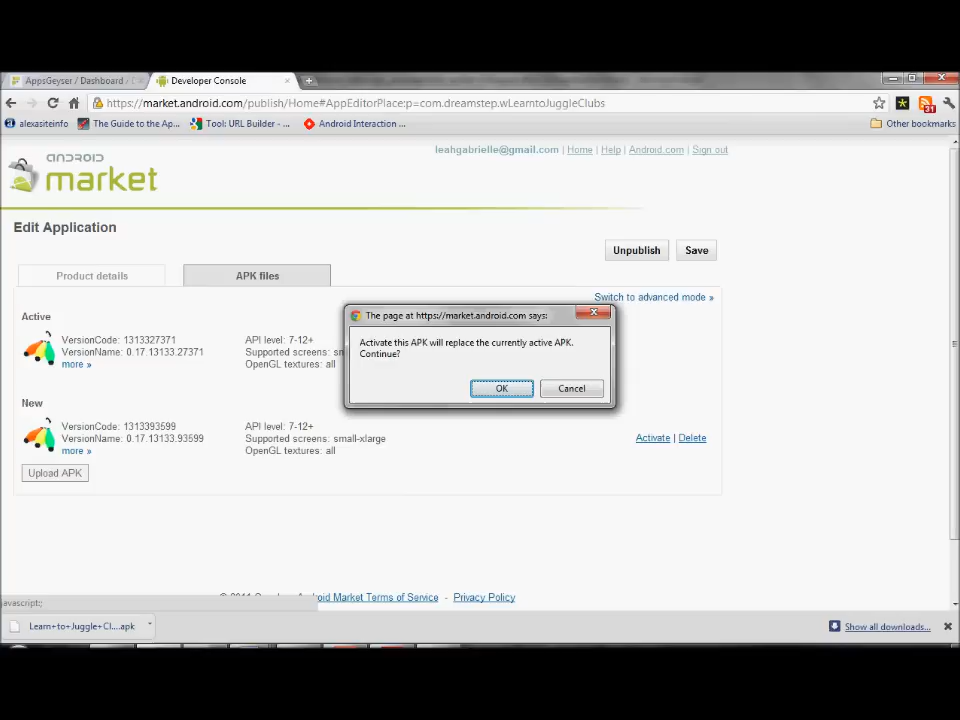 AppsGeyser / Dashboard /
Developer Console
https://market.android.com/publish/Home#AppEditorPlace:p=com.dreamstep.wLearntoJuggleClubs
alexasiteinfo
The Guide to the Ap...
Tool: URL Builder - ...
Android Interaction ...
31
Other bookmarks
ANDROID
market
leahgabrielle@gmail.com | Home | Help | Android.com | Sign out
Edit Application
Unpublish
Save
Product details
APK files
Switch to advanced mode »
Active
VersionCode: 1313327371
VersionName: 0.17.13133.27371
more »
API level: 7-12+
Supported screens:
OpenGL textures: all
The page at https://market.android.com says:
Activate this APK will replace the currently active APK.
Continue?
OK
Cancel
New
VersionCode: 1313393599
VersionName: 0.17.13133.93599
more »
API level: 7-12+
Supported screens: small-xlarge
OpenGL textures: all
Activate | Delete
Upload APK
Android Market Terms of Service - Privacy Policy
javascript:;
Learn+to+Juggle+Cl....apk
Show all downloads...